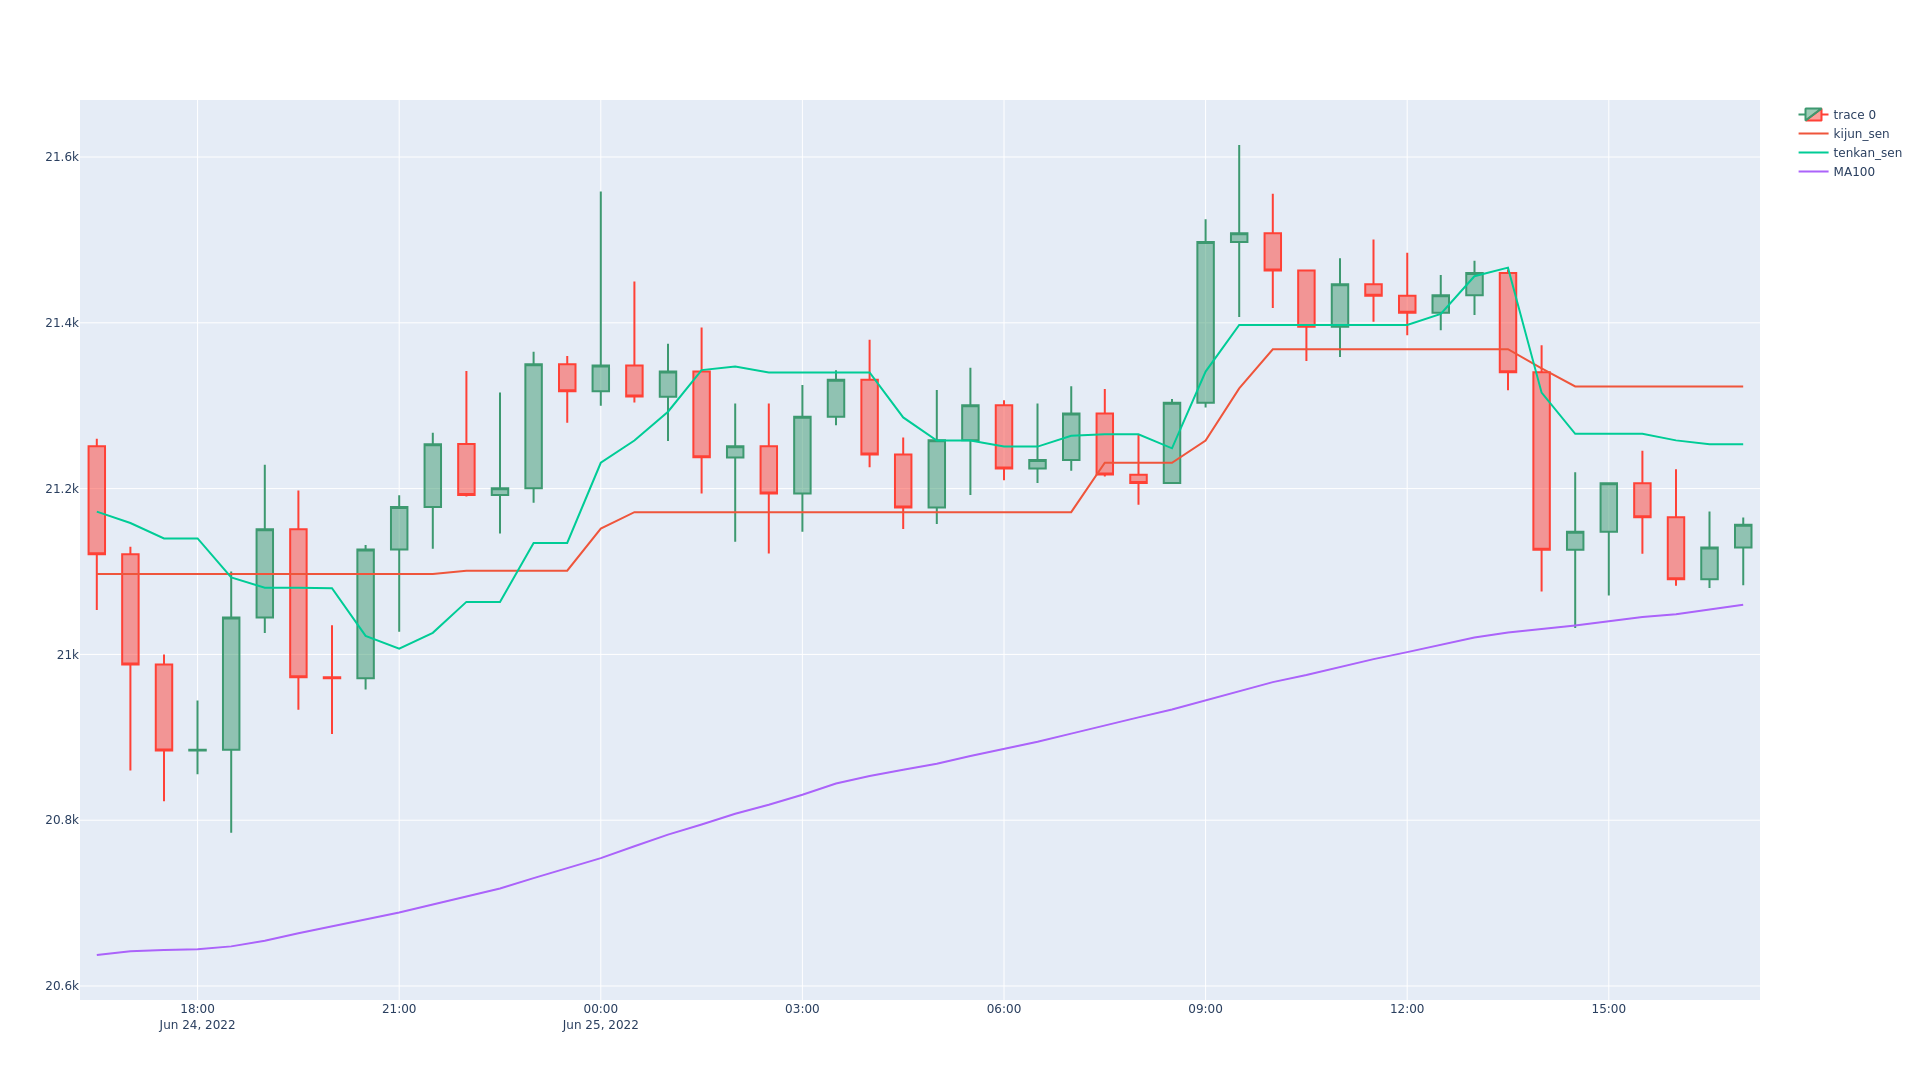 trace 0
kijun_sen
tenkan_sen
MA100
21.6k
21.4k
21.2k
21k
20.8k
20.6k
18:00 21:00 00:00 03:00 06:00 09:00 12:00 15:00
Jun 24, 2022 Jun 25, 2022